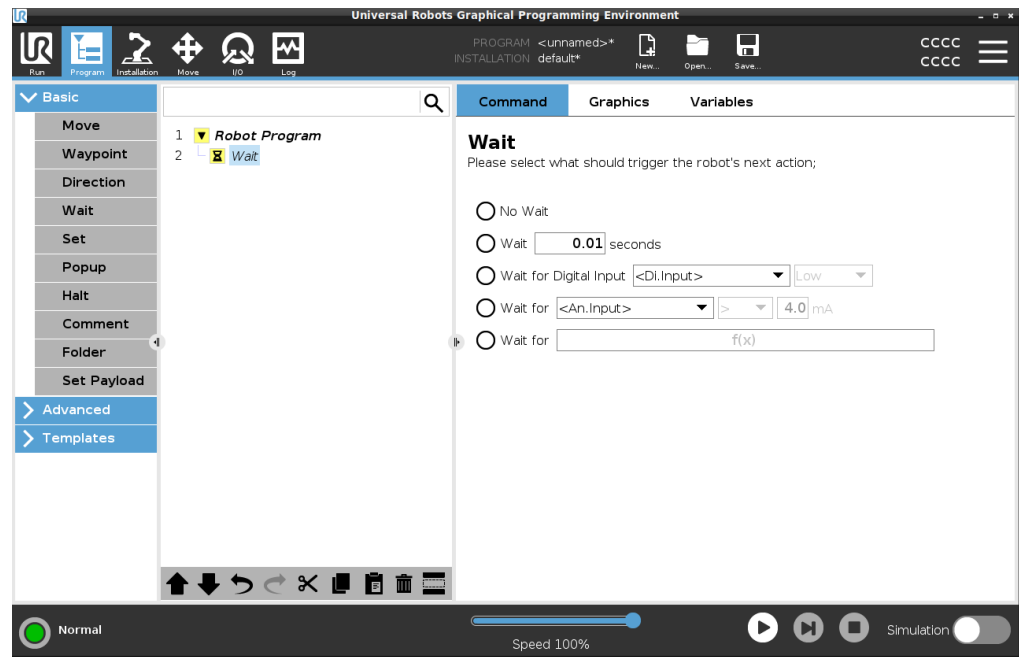 Universal Robots Graphical Programming Environment
Run
Program
Installation
Move
I/O
Log
PROGRAM <unnamed>*
INSTALLATION default*
New...
Open...
Save...
CCCC
CCCC
Basic
Move
Waypoint
Direction
Wait
Set
Popup
Halt
Comment
Folder
Set Payload
Advanced
Templates
1 Robot Program
2 Wait
Command Graphics Variables
Wait
Please select what should trigger the robot's next action;
No Wait
Wait 0.01 seconds
Wait for Digital Input <Di.Input> Low
Wait for <An.Input> > 4.0 mA
Wait for f(x)
Normal
Speed 100%
Simulation